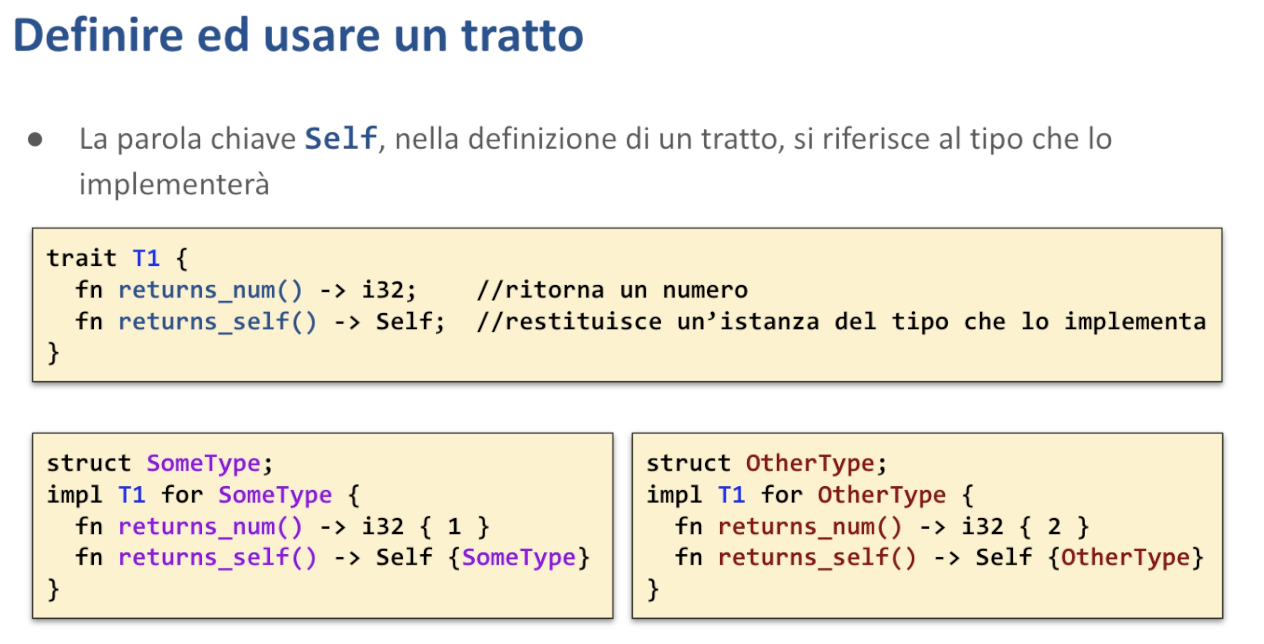 Definire ed usare un tratto
● La parola chiave Self, nella definizione di un tratto, si riferisce al tipo che lo
implementerà
trait T1 {
  fn returns_num() -> i32;    //ritorna un numero
  fn returns_self() -> Self;  //restituisce un’istanza del tipo che lo implementa
}
struct SomeType;
impl T1 for SomeType {
  fn returns_num() -> i32 { 1 }
  fn returns_self() -> Self {SomeType}
}
struct OtherType;
impl T1 for OtherType {
  fn returns_num() -> i32 { 2 }
  fn returns_self() -> Self {OtherType}
}